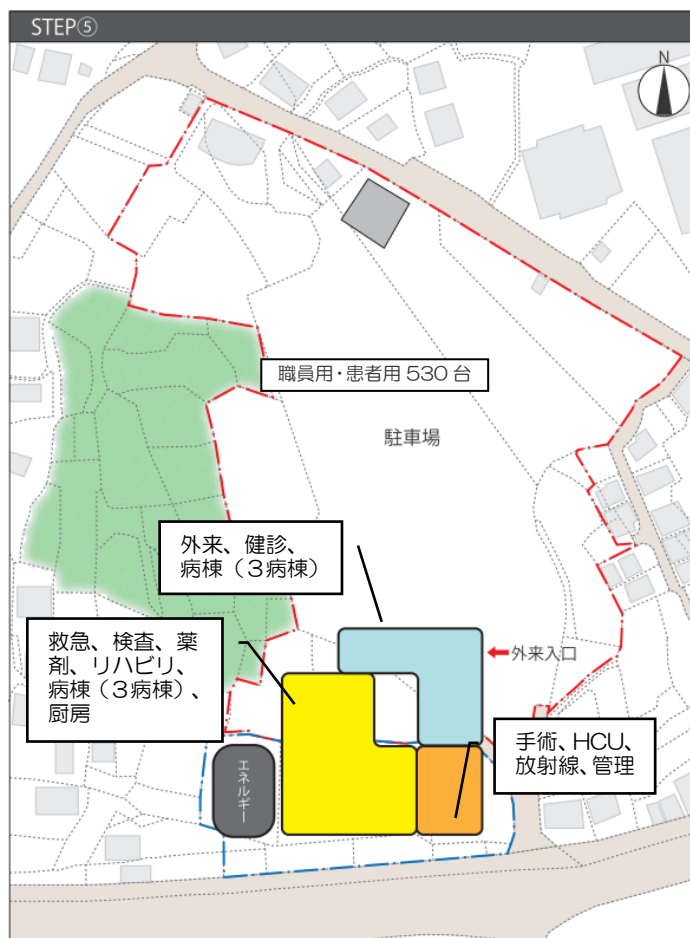 STEP⑤
N
職員用・患者用 530 台
駐車場
外来、健診、
病棟（３病棟）
救急、検査、薬
剤、リハビリ、
病棟（３病棟）、
厨房
外来入口
手術、HCU、
放射線、管理
エネルギー